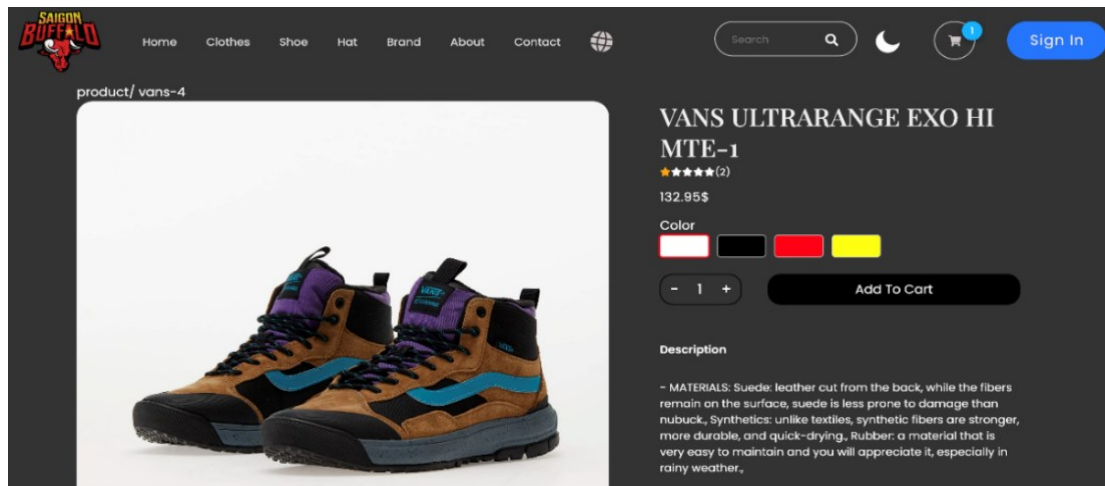 SAIGON
BUFFALO
Home Clothes Shoe Hat Brand About Contact Search 1 Sign In
product/ vans-4
VANS ULTRARANGE EXO HI
MTE-1
(2)
132.95$
Color
- 1 + Add To Cart
VANS
Description
- MATERIALS: Suede: leather cut from the back, while the fibers
remain on the surface, suede is less prone to damage than
nubuck., Synthetics: unlike textiles, synthetic fibers are stronger,
more durable, and quick-drying., Rubber: a material that is
very easy to maintain and you will appreciate it, especially in
rainy weather.,